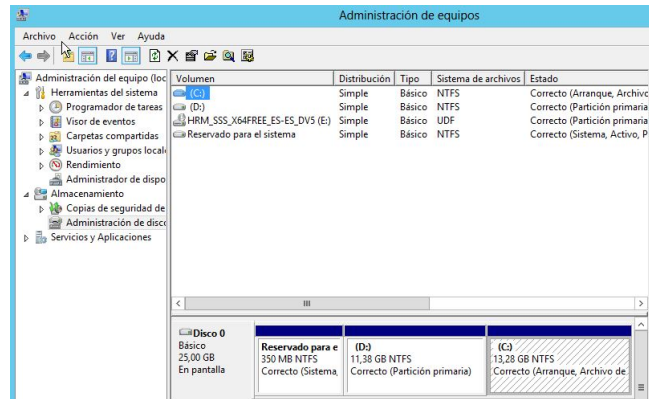 Administración de equipos
Archivo Acción Ver Ayuda
Administración del equipo (loc
Herramientas del sistema
Programador de tareas
Visor de eventos
Carpetas compartidas
Usuarios y grupos locale
Rendimiento
Administrador de dispo
Almacenamiento
Copias de seguridad de
Administración de disco
Servicios y Aplicaciones
Volumen Distribución Tipo Sistema de archivos Estado
(C:) Simple Básico NTFS Correcto (Arranque, Archivo
(D:) Simple Básico NTFS Correcto (Partición primaria
HRM_SSS_X64FREE_ES-ES_DV5 (E:) Simple Básico UDF Correcto (Partición primaria
Reservado para el sistema Simple Básico NTFS Correcto (Sistema, Activo, P
Disco 0
Básico
25,00 GB
En pantalla
Reservado para e
350 MB NTFS
Correcto (Sistema,
(D:)
11,38 GB NTFS
Correcto (Partición primaria)
(C:)
13,28 GB NTFS
Correcto (Arranque, Archivo de